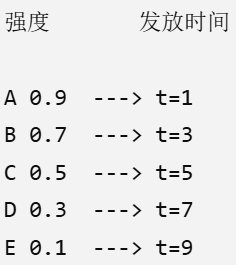 强度 发放时间
A 0.9 ---> t=1
B 0.7 ---> t=3
C 0.5 ---> t=5
D 0.3 ---> t=7
E 0.1 ---> t=9